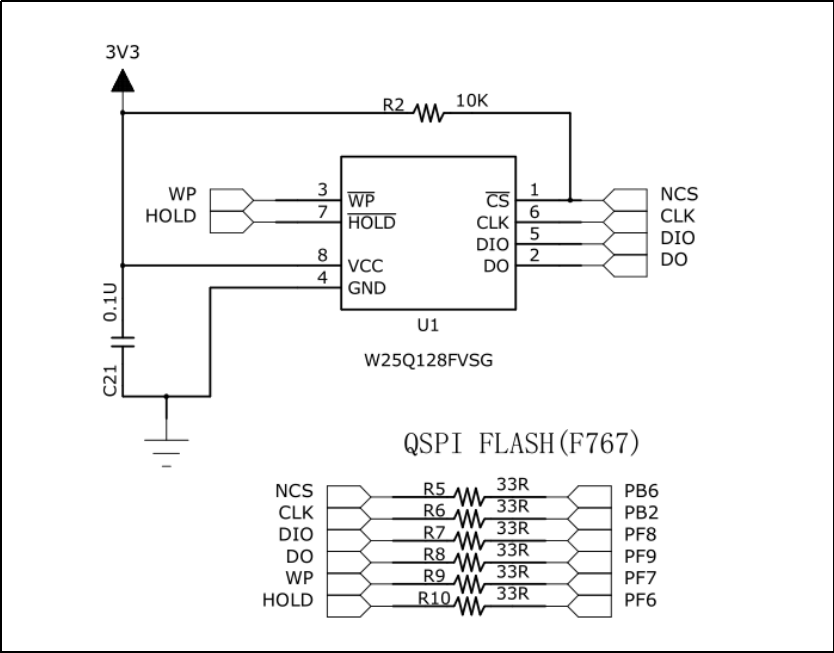 3V3
R2 10K
WP 3 WP CS 1 NCS
HOLD 7 HOLD CLK 6 CLK
DIO 5 DIO
8 VCC DO 2 DO
4 GND
0.1U
C21
U1
W25Q128FVSG
QSPI FLASH(F767)
NCS R5 33R PB6
CLK R6 33R PB2
DIO R7 33R PF8
DO R8 33R PF9
WP R9 33R PF7
HOLD R10 33R PF6